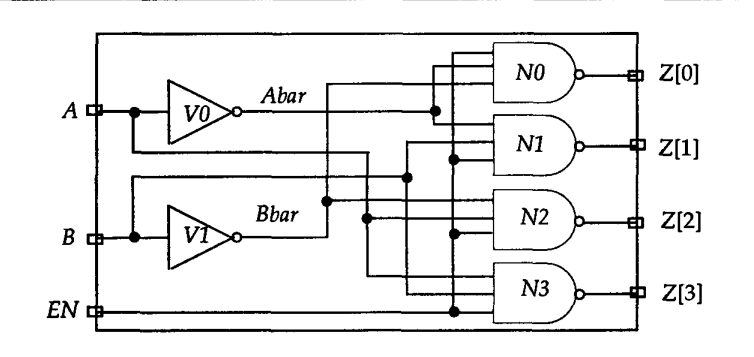 N0
Z[0]
A
V0
Abar
N1
Z[1]
B
V1
Bbar
N2
Z[2]
EN
N3
Z[3]